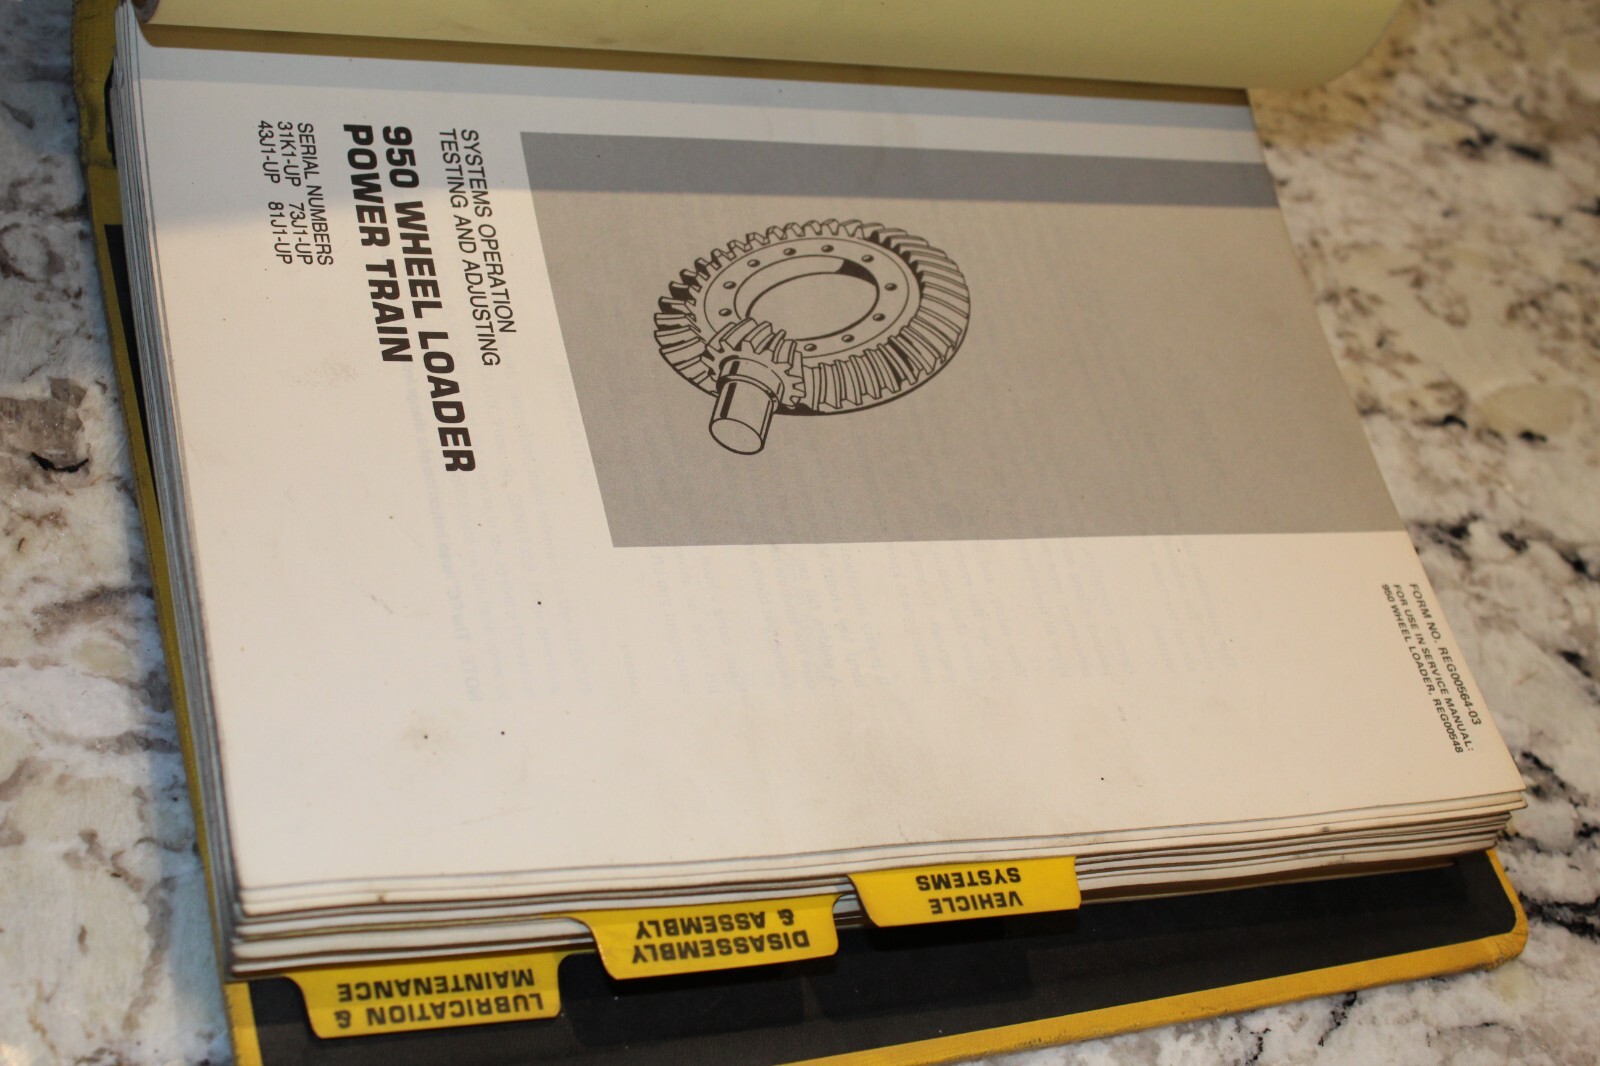 FORM NO. REG00564-03
FOR USE IN SERVICE MANUAL:
950 WHEEL LOADER, REG00548
SYSTEMS OPERATION
TESTING AND ADJUSTING
950 WHEEL LOADER
POWER TRAIN
SERIAL NUMBERS
31K1-UP 73J1-UP
43J1-UP 81J1-UP
VEHICLE
SYSTEMS
DISASSEMBLY
& ASSEMBLY
LUBRICATION &
MAINTENANCE